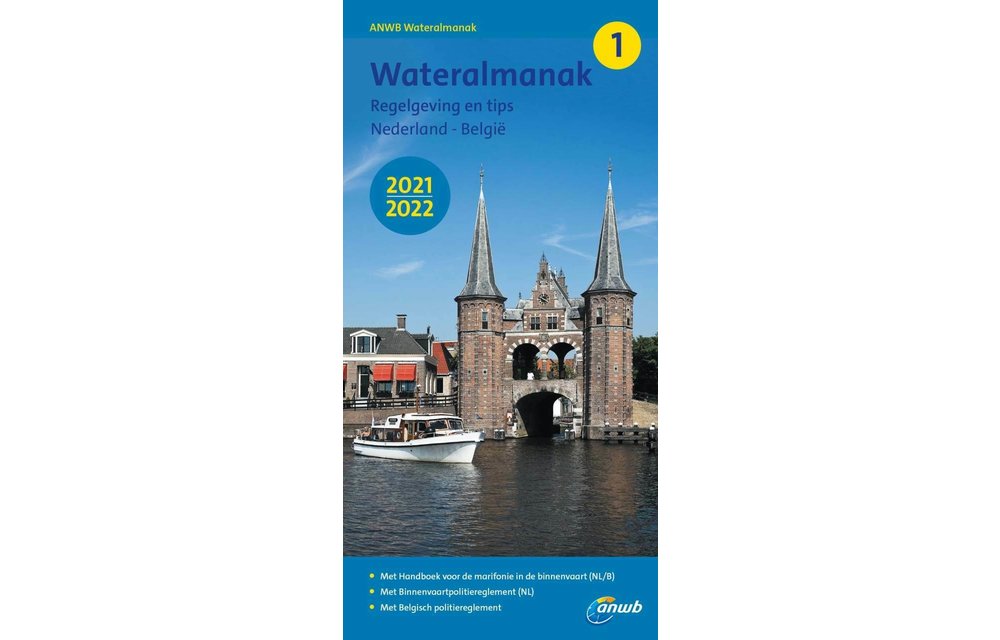 ANWB Wateralmanak
1
Wateralmanak
Regelgeving en tips
Nederland - België
2021
2022
• Met Handboek voor de marifonie in de binnenvaart (NL/B)
• Met Binnenvaartpolitiereglement (NL)
• Met Belgisch politiereglement
anwb